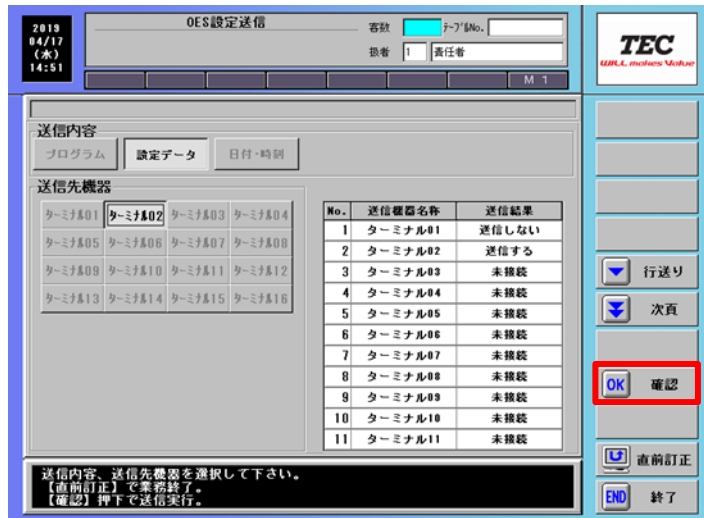 2019
04/17
(水)
14:51
OES設定送信
客数
ﾃｰﾌﾞﾙNo.
扱者 1 責任者
M 1
TEC
WILL makes Value
送信内容
プログラム 設定データ 日付・時刻
送信先機器
ﾀｰﾐﾅﾙ01 ﾀｰﾐﾅﾙ02 ﾀｰﾐﾅﾙ03 ﾀｰﾐﾅﾙ04
ﾀｰﾐﾅﾙ05 ﾀｰﾐﾅﾙ06 ﾀｰﾐﾅﾙ07 ﾀｰﾐﾅﾙ08
ﾀｰﾐﾅﾙ09 ﾀｰﾐﾅﾙ10 ﾀｰﾐﾅﾙ11 ﾀｰﾐﾅﾙ12
ﾀｰﾐﾅﾙ13 ﾀｰﾐﾅﾙ14 ﾀｰﾐﾅﾙ15 ﾀｰﾐﾅﾙ16
No. 送信機器名称 送信結果
1 ターミナル01 送信しない
2 ターミナル02 送信する
3 ターミナル03 未接続
4 ターミナル04 未接続
5 ターミナル05 未接続
6 ターミナル06 未接続
7 ターミナル07 未接続
8 ターミナル08 未接続
9 ターミナル09 未接続
10 ターミナル10 未接続
11 ターミナル11 未接続
行送り
次頁
OK 確認
直前訂正
END 終了
送信内容、送信先機器を選択して下さい。
【直前訂正】で業務終了。
【確認】押下で送信実行。